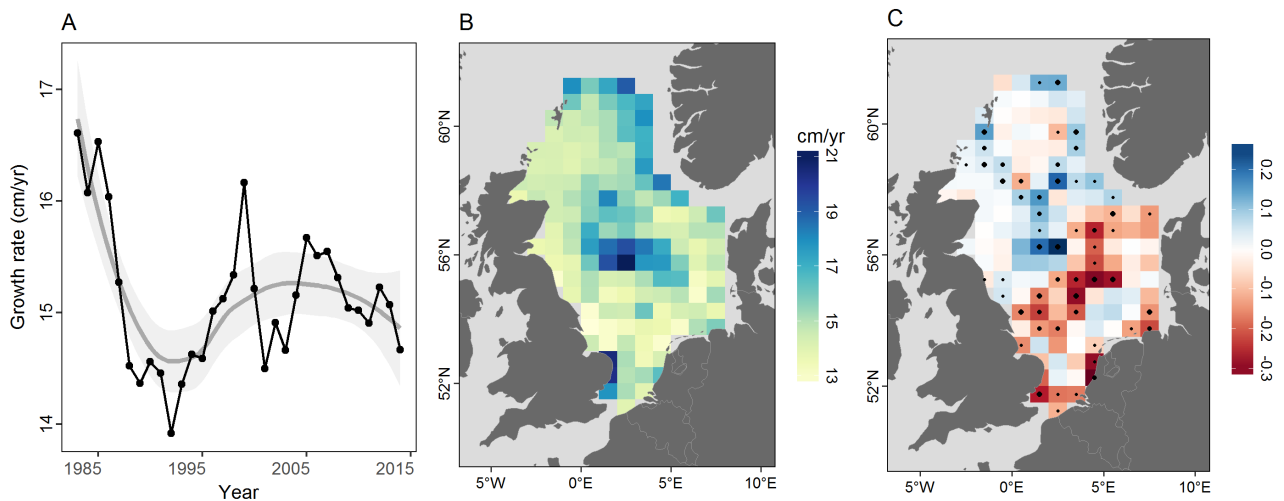 A
Growth rate (cm/yr)
17
16
15
14
1985 1995 2005 2015
Year
B
60°N
56°N
52°N
5°W 0°E 5°E 10°E
cm/yr
21
19
17
15
13
C
60°N
56°N
52°N
5°W 0°E 5°E 10°E
0.2
0.1
0.0
-0.1
-0.2
-0.3